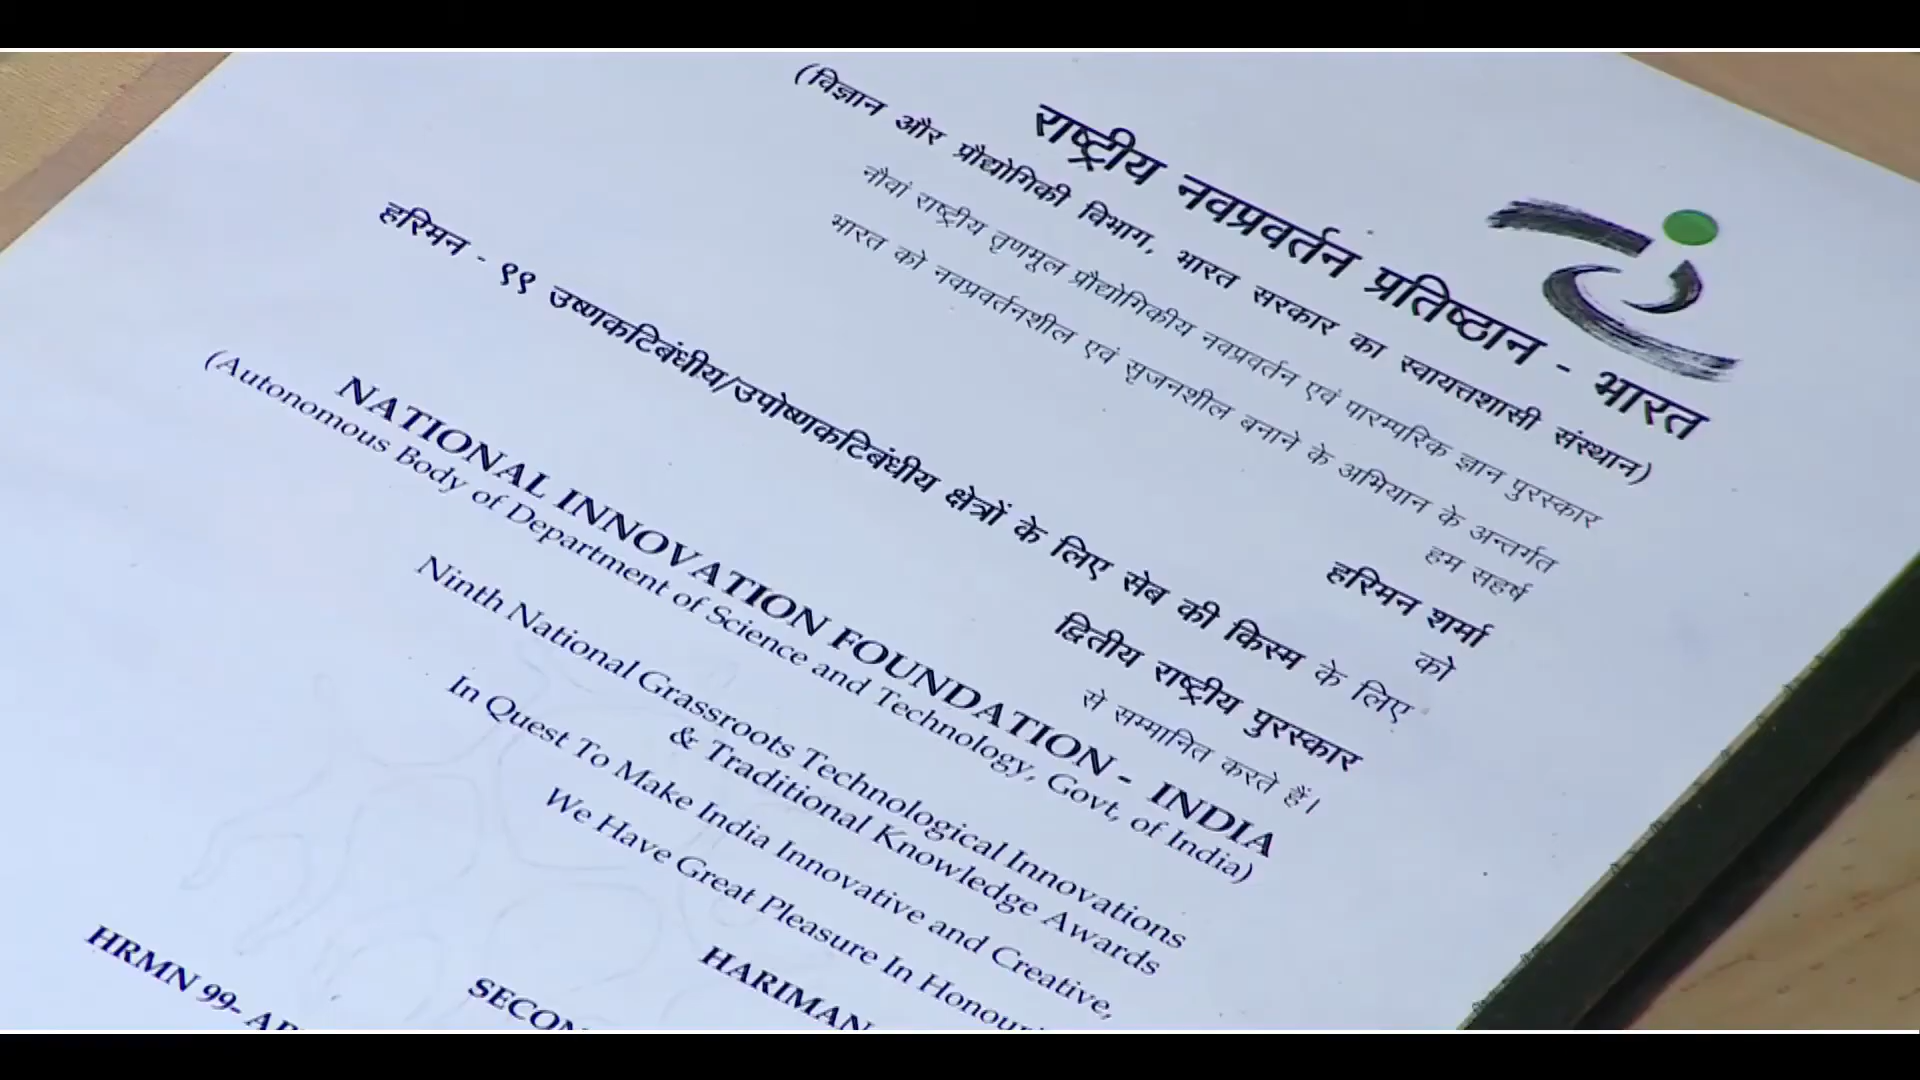 राष्ट्रीय नवप्रवर्तन प्रतिष्ठान - भारत
(विज्ञान और प्रौद्योगिकी विभाग, भारत सरकार का स्वायत्तशासी संस्थान)
नौवां राष्ट्रीय तृणमूल प्रौद्योगिकीय नवप्रवर्तन एवं पारम्परिक ज्ञान पुरस्कार
भारत को नवप्रवर्तनशील एवं सृजनशील बनाने के अभियान के अन्तर्गत
हम सहर्ष
हरिमन शर्मा
को
हरिमन - ९९ उष्णकटिबंधीय/उपोष्णकटिबंधीय क्षेत्रों के लिए सेब की किस्म के लिए
द्वितीय राष्ट्रीय पुरस्कार
से सम्मानित करते हैं।
NATIONAL INNOVATION FOUNDATION - INDIA
(Autonomous Body of Department of Science and Technology, Govt, of India)
Ninth National Grassroots Technological Innovations
& Traditional Knowledge Awards
In Quest To Make India Innovative and Creative,
We Have Great Pleasure In
HARIMAN
HRMN 99-